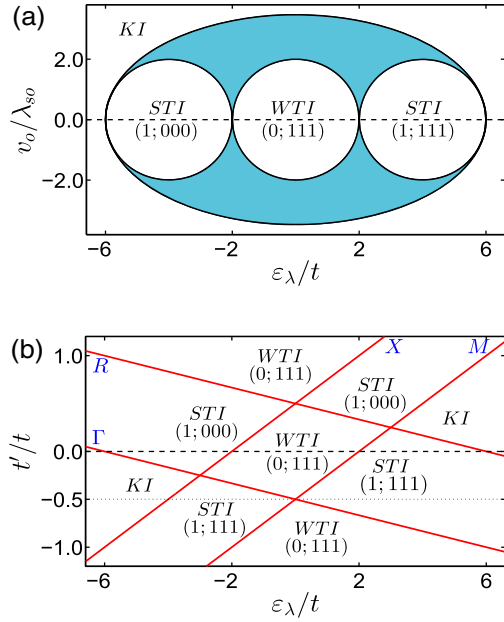 (a)
KI
2.0
0.0
−2.0
v_o/λ_so
STI
(1;000)
WTI
(0;111)
STI
(1;111)
−6
−2
2
6
ε_λ/t
(b)
R
WTI
(0;111)
X
M
1.0
STI
(1;000)
STI
(1;000)
KI
Γ
0.0
WTI
(0;111)
STI
(1;111)
KI
−0.5
STI
(1;111)
WTI
(0;111)
−1.0
t′/t
−6
−2
2
6
ε_λ/t